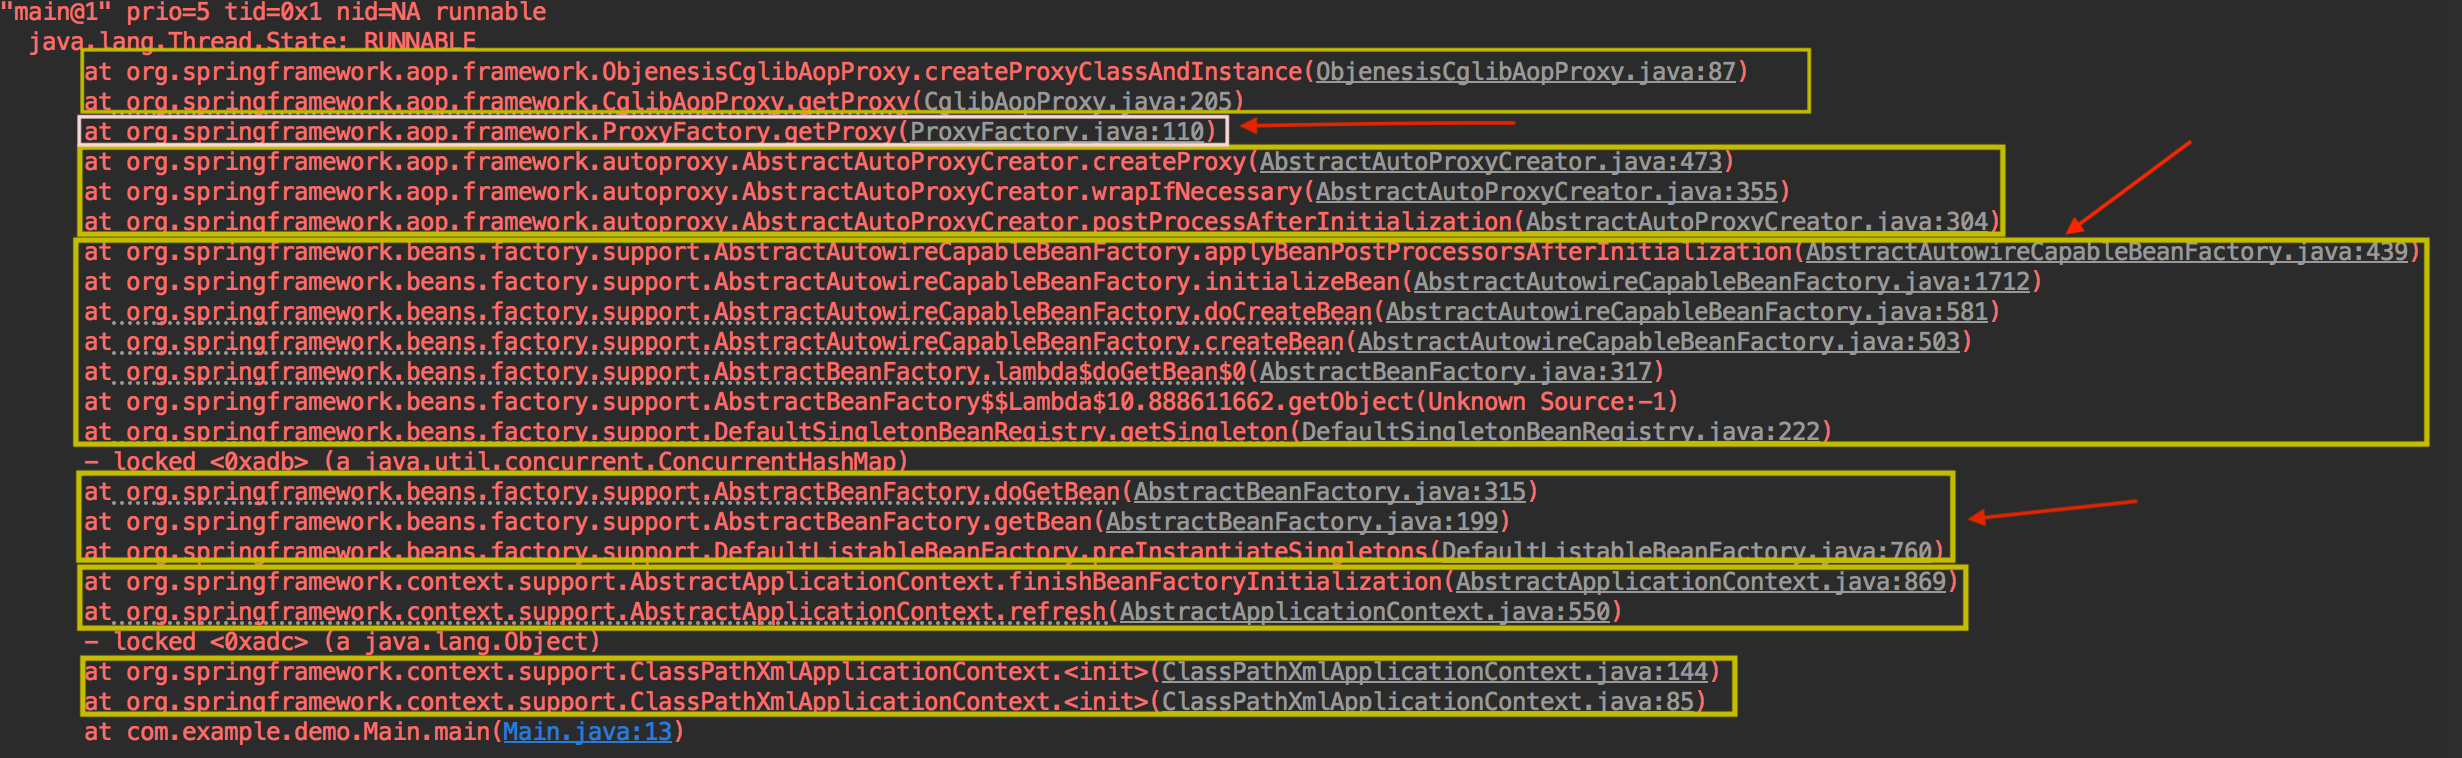 "main@1" prio=5 tid=0x1 nid=NA runnable
java.lang.Thread.State: RUNNABLE
at org.springframework.aop.framework.ObjenesisCglibAopProxy.createProxyClassAndInstance(ObjenesisCglibAopProxy.java:87)
at org.springframework.aop.framework.CglibAopProxy.getProxy(CglibAopProxy.java:205)
at org.springframework.aop.framework.ProxyFactory.getProxy(ProxyFactory.java:110)
at org.springframework.aop.framework.autoproxy.AbstractAutoProxyCreator.createProxy(AbstractAutoProxyCreator.java:473)
at org.springframework.aop.framework.autoproxy.AbstractAutoProxyCreator.wrapIfNecessary(AbstractAutoProxyCreator.java:355)
at org.springframework.aop.framework.autoproxy.AbstractAutoProxyCreator.postProcessAfterInitialization(AbstractAutoProxyCreator.java:304)
at org.springframework.beans.factory.support.AbstractAutowireCapableBeanFactory.applyBeanPostProcessorsAfterInitialization(AbstractAutowireCapableBeanFactory.java:439)
at org.springframework.beans.factory.support.AbstractAutowireCapableBeanFactory.initializeBean(AbstractAutowireCapableBeanFactory.java:1712)
at org.springframework.beans.factory.support.AbstractAutowireCapableBeanFactory.doCreateBean(AbstractAutowireCapableBeanFactory.java:581)
at org.springframework.beans.factory.support.AbstractAutowireCapableBeanFactory.createBean(AbstractAutowireCapableBeanFactory.java:503)
at org.springframework.beans.factory.support.AbstractBeanFactory.lambda$doGetBean$0(AbstractBeanFactory.java:317)
at org.springframework.beans.factory.support.AbstractBeanFactory$$Lambda$10.888611662.getObject(Unknown Source:-1)
at org.springframework.beans.factory.support.DefaultSingletonBeanRegistry.getSingleton(DefaultSingletonBeanRegistry.java:222)
- locked <0xadb> (a java.util.concurrent.ConcurrentHashMap)
at org.springframework.beans.factory.support.AbstractBeanFactory.doGetBean(AbstractBeanFactory.java:315)
at org.springframework.beans.factory.support.AbstractBeanFactory.getBean(AbstractBeanFactory.java:199)
at org.springframework.beans.factory.support.DefaultListableBeanFactory.preInstantiateSingletons(DefaultListableBeanFactory.java:760)
at org.springframework.context.support.AbstractApplicationContext.finishBeanFactoryInitialization(AbstractApplicationContext.java:869)
at org.springframework.context.support.AbstractApplicationContext.refresh(AbstractApplicationContext.java:550)
- locked <0xadc> (a java.lang.Object)
at org.springframework.context.support.ClassPathXmlApplicationContext.<init>(ClassPathXmlApplicationContext.java:144)
at org.springframework.context.support.ClassPathXmlApplicationContext.<init>(ClassPathXmlApplicationContext.java:85)
at com.example.demo.Main.main(Main.java:13)